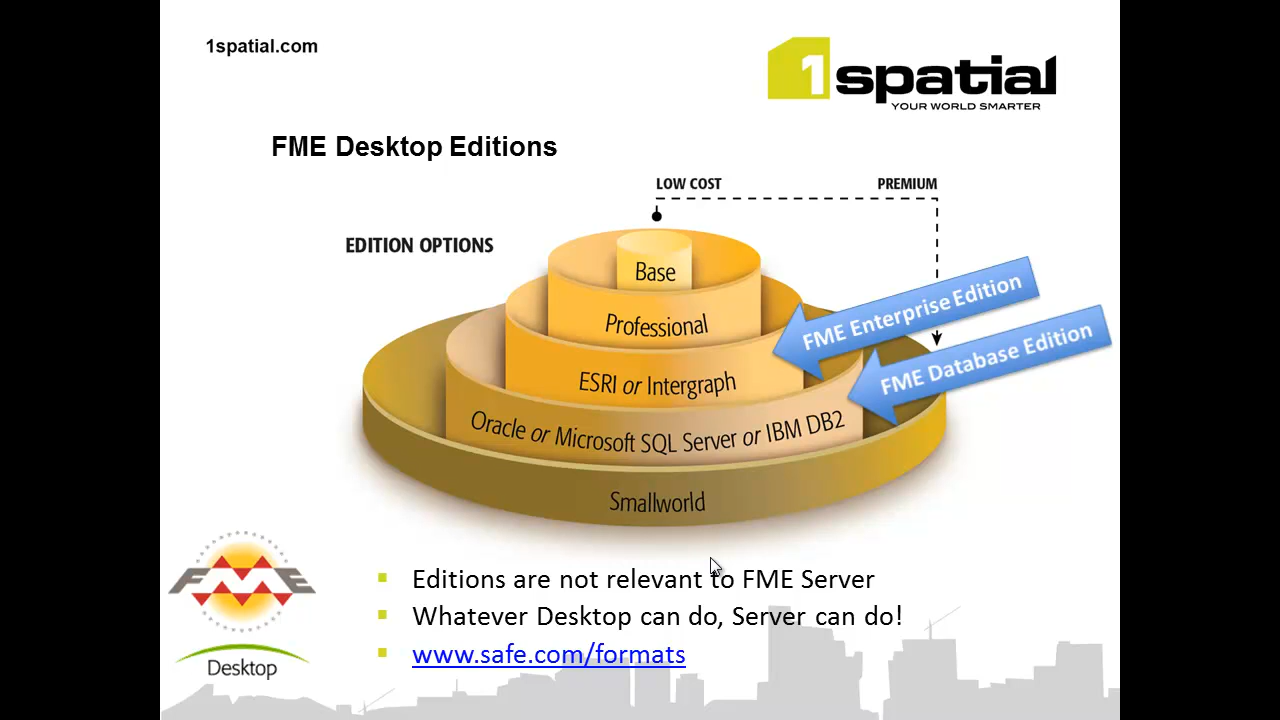 1spatial.com
1spatial
YOUR WORLD SMARTER
FME Desktop Editions
LOW COST
PREMIUM
EDITION OPTIONS
Base
Professional
FME Enterprise Edition
ESRI or Intergraph
FME Database Edition
Oracle or Microsoft SQL Server or IBM DB2
Smallworld
FME
Desktop
Editions are not relevant to FME Server
Whatever Desktop can do, Server can do!
www.safe.com/formats